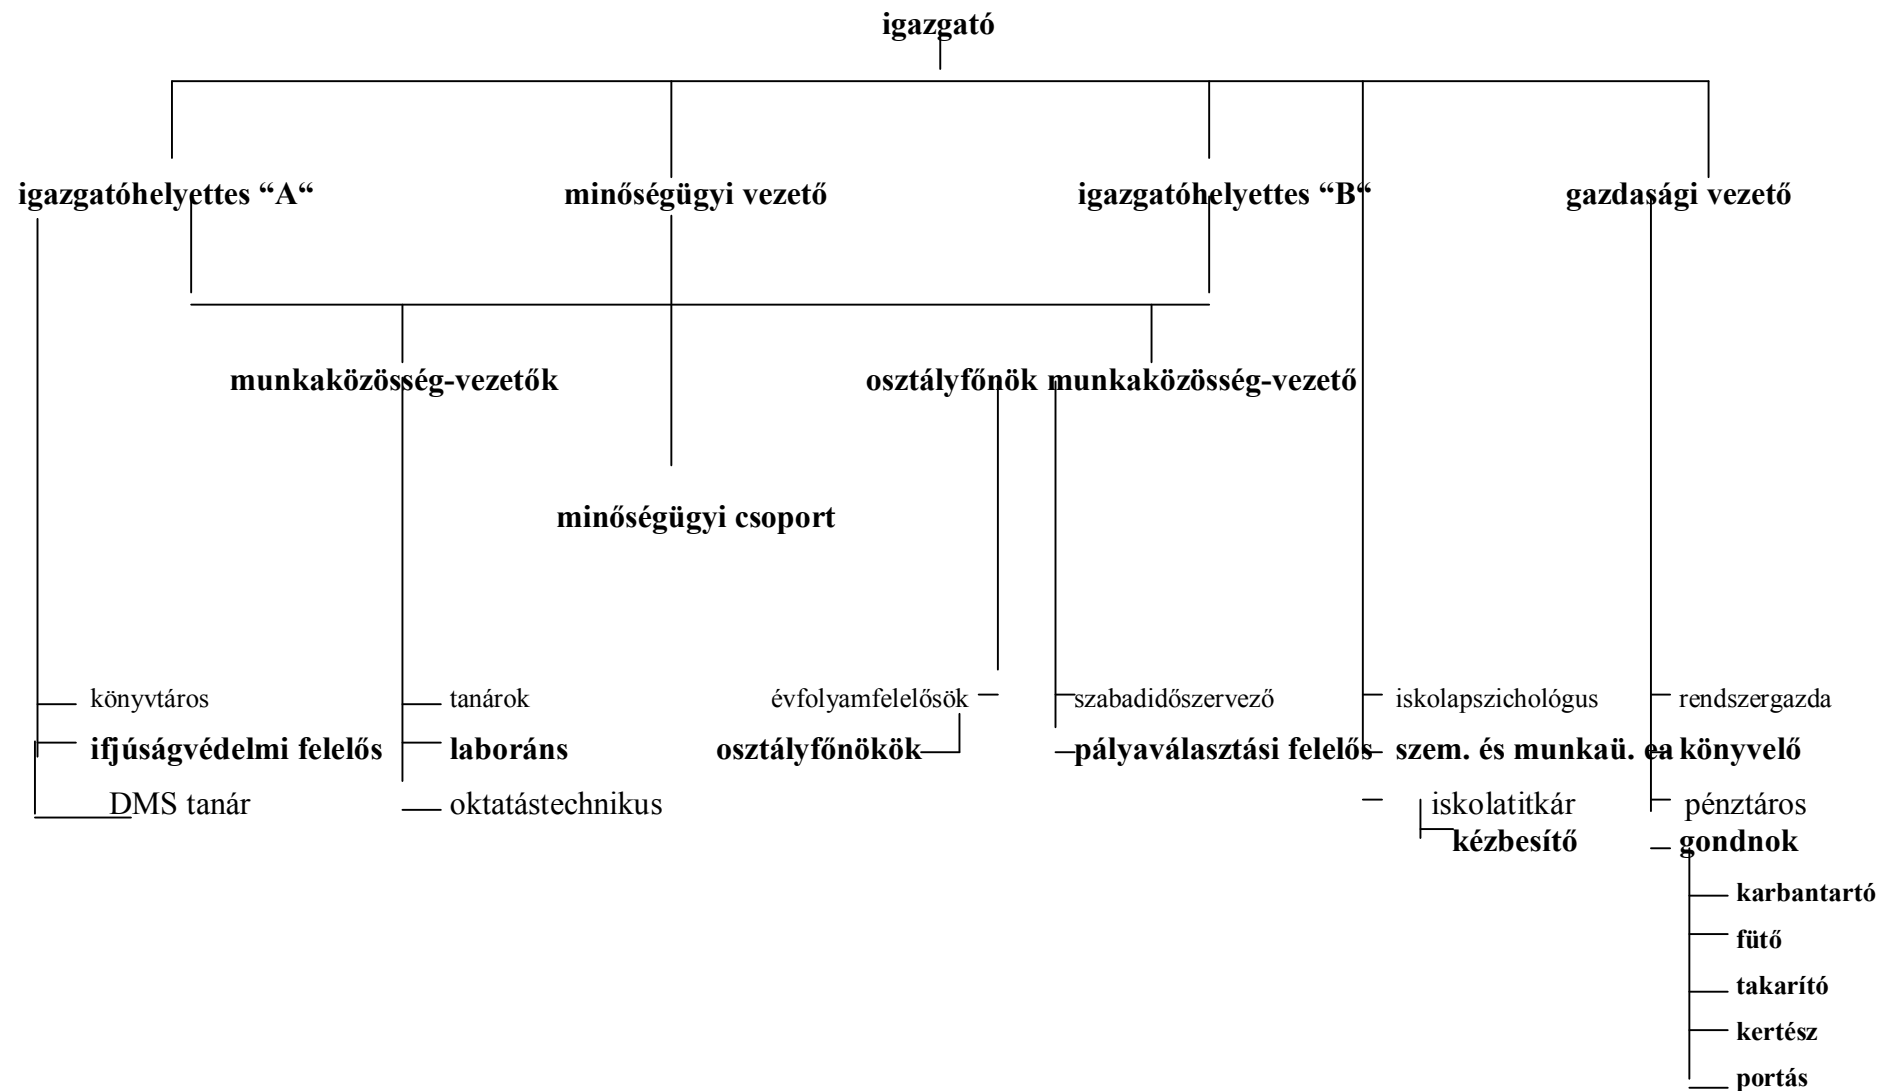 igazgató
igazgatóhelyettes “A“ minőségügyi vezető igazgatóhelyettes “B“ gazdasági vezető
munkaközösség-vezetők osztályfőnök munkaközösség-vezető
minőségügyi csoport
könyvtáros tanárok évfolyamfelelősök szabadidőszervező iskolapszichológus rendszergazda
ifjúságvédelmi felelős laboráns osztályfőnökök pályaválasztási felelős szem. és munkaü. ea könyvelő
DMS tanár oktatástechnikus iskolatitkár pénztáros
kézbesítő gondnok
karbantartó
fütő
takarító
kertész
portás